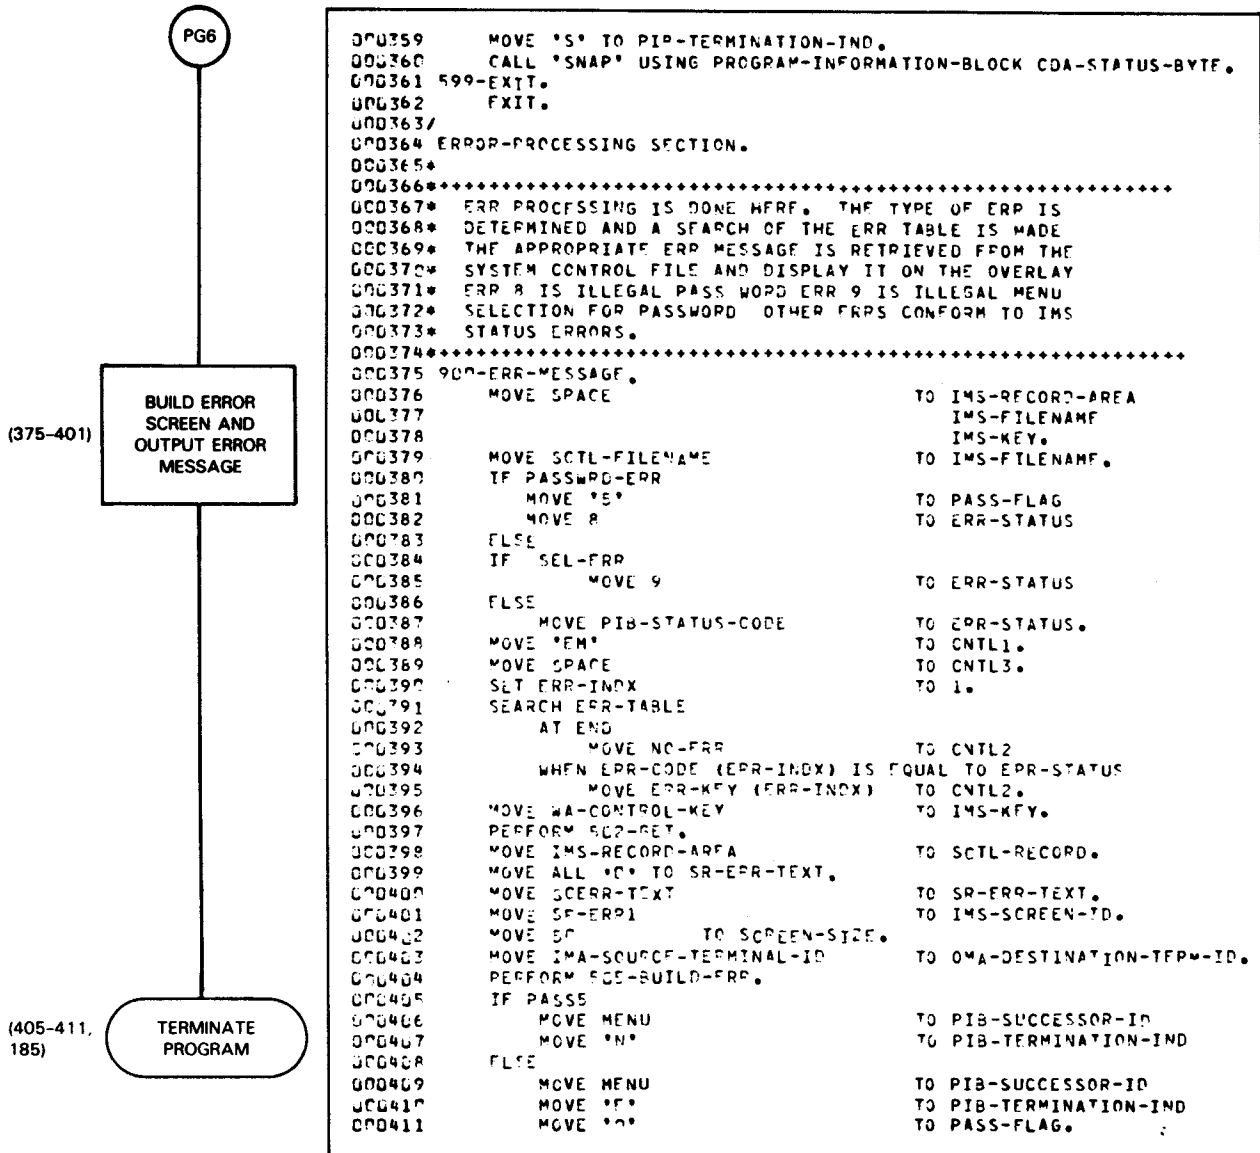 PG6
000359 MOVE 'S' TO PIB-TERMINATION-IND.
000360 CALL 'SNAP' USING PROGRAM-INFORMATION-BLOCK CDA-STATUS-BYTE.
000361 599-EXIT.
000362 EXIT.
000363/
000364 ERROR-PROCESSING SECTION.
000365*
000366*++++++++++++++++++++++++++++++++++++++++++++++++++++++++++++++++
000367* ERR PROCESSING IS DONE HERE. THE TYPE OF ERR IS
000368* DETERMINED AND A SEARCH OF THE ERR TABLE IS MADE
000369* THE APPROPRIATE ERR MESSAGE IS RETRIEVED FROM THE
000370* SYSTEM CONTROL FILE AND DISPLAY IT ON THE OVERLAY
000371* ERR 8 IS ILLEGAL PASS WORD ERR 9 IS ILLEGAL MENU
000372* SELECTION FOR PASSWORD OTHER ERRS CONFORM TO IMS
000373* STATUS ERRORS.
000374*+++++++++++++++++++++++++++++++++++++++++++++++++++++++++++++++++
000375 900-ERR-MESSAGE.
000376 MOVE SPACE TO IMS-RECORD-AREA
000377 IMS-FILENAME
000378 IMS-KEY.
000379 MOVE SCTL-FILENAME TO IMS-FILENAME.
000380 IF PASSWRD-ERR
000381 MOVE '5' TO PASS-FLAG
000382 MOVE 8 TO ERR-STATUS
000383 ELSE
000384 IF SEL-ERR
000385 MOVE 9 TO ERR-STATUS
000386 ELSE
000387 MOVE PIB-STATUS-CODE TO ERR-STATUS.
000388 MOVE 'EM' TO CNTL1.
000389 MOVE SPACE TO CNTL3.
000390 SET ERR-INDX TO 1.
000391 SEARCH ERR-TABLE
000392 AT END
000393 MOVE NO-ERR TO CNTL2
000394 WHEN ERR-CODE (ERR-INDX) IS EQUAL TO ERR-STATUS
000395 MOVE ERR-KEY (ERR-INDX) TO CNTL2.
000396 MOVE WA-CONTROL-KEY TO IMS-KEY.
000397 PERFORM 502-GET.
000398 MOVE IMS-RECORD-AREA TO SCTL-RECORD.
000399 MOVE ALL TO SR-ERR-TEXT.
000400 MOVE SCERR-TEXT TO SR-ERR-TEXT.
000401 MOVE SF-ERR1 TO IMS-SCREEN-ID.
000402 MOVE TO SCREEN-SIZE.
000403 MOVE IMA-SOURCE-TERMINAL-ID TO OMA-DESTINATION-TERM-ID.
000404 PERFORM 505-BUILD-ERR.
000405 IF PASS5
000406 MOVE MENU TO PIB-SUCCESSOR-ID
000407 MOVE 'N' TO PIB-TERMINATION-IND
000408 ELSE
000409 MOVE MENU TO PIB-SUCCESSOR-ID
000410 MOVE 'E' TO PIB-TERMINATION-IND
000411 MOVE TO PASS-FLAG.
(375-401)
BUILD ERROR
SCREEN AND
OUTPUT ERROR
MESSAGE
(405-411,
185)
TERMINATE
PROGRAM